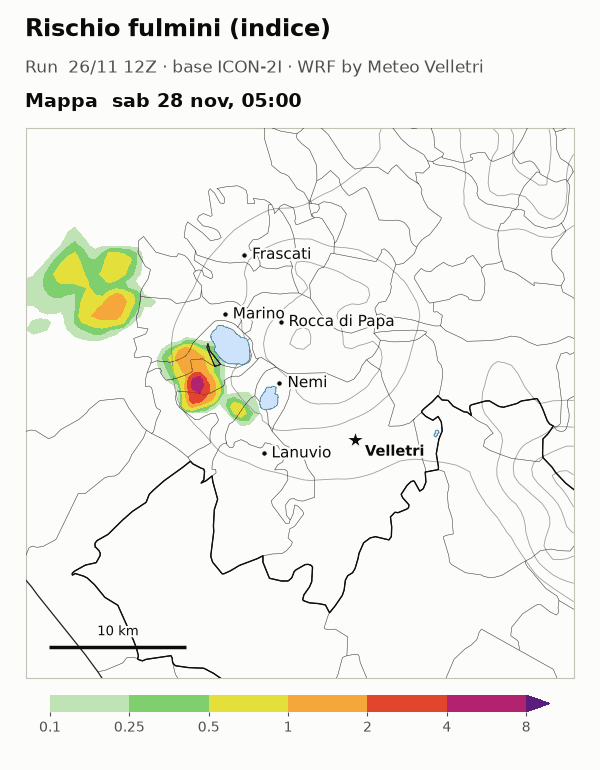 Rischio fulmini (indice)
Run  26/11 12Z · base ICON-2I · WRF by Meteo Velletri
Mappa  sab 28 nov, 05:00
Frascati
Marino
Rocca di Papa
Nemi
Velletri
Lanuvio
10 km
0.1 0.25 0.5 1 2 4 8